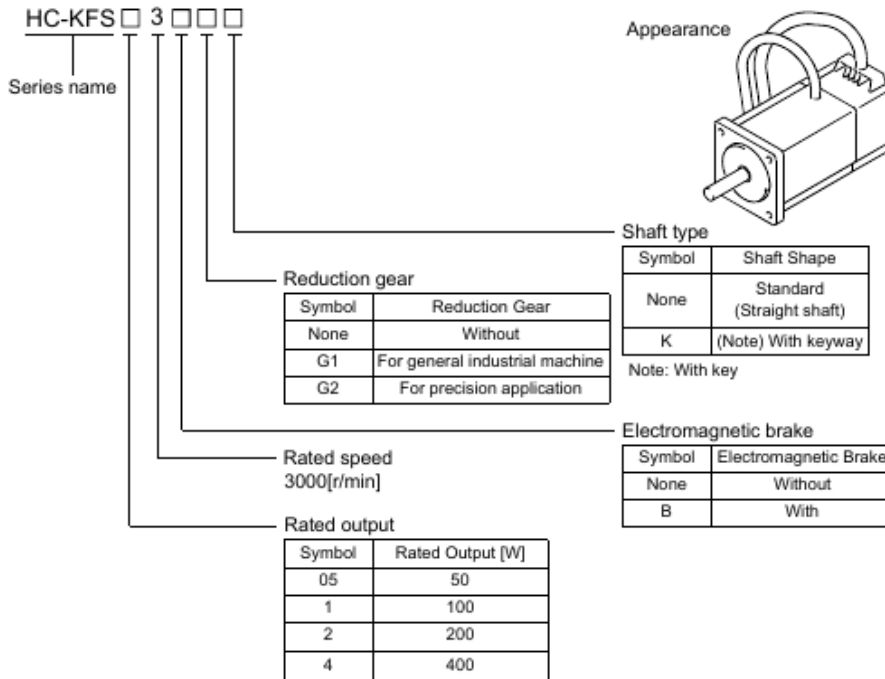 HC-KFS□ 3□□□
Series name
Appearance
Shaft type
Symbol Shaft Shape
None Standard
(Straight shaft)
K (Note) With keyway
Note: With key
Reduction gear
Symbol Reduction Gear
None Without
G1 For general industrial machine
G2 For precision application
Electromagnetic brake
Symbol Electromagnetic Brake
None Without
B With
Rated speed
3000[r/min]
Rated output
Symbol Rated Output [W]
05 50
1 100
2 200
4 400